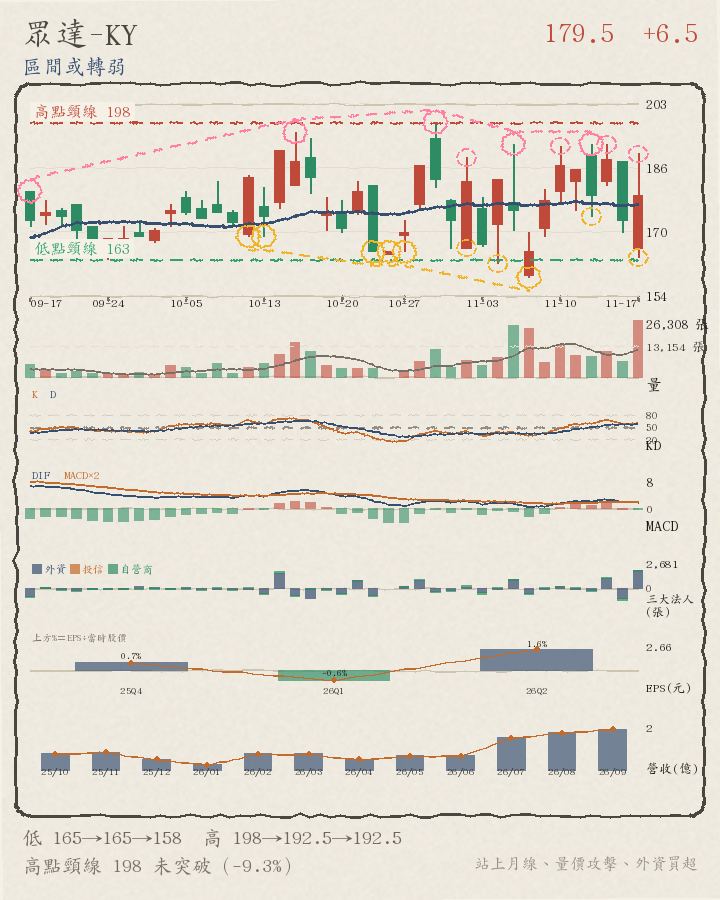 眾達-KY
179.5 +6.5
區間或轉弱
高點頸線 198
203
186
170
154
低點頸線 163
09-17 09-24 10-05 10-13 10-20 10-27 11-03 11-10 11-17
26,308 張
13,154 張
量
K D
80
50
20
KD
DIF MACD×2
8
0
MACD
外資 投信 自營商
2,681
0
三大法人
(張)
上方%=EPS÷當時股價
0.7% -0.6% 1.6%
2.66
25Q4 26Q1 26Q2
EPS(元)
2
25/10 25/11 25/12 26/01 26/02 26/03 26/04 26/05 26/06 26/07 26/08 26/09
營收(億)
低 165→165→158 高 198→192.5→192.5
高點頸線 198 未突破 (-9.3%)
站上月線、量價攻擊、外資買超